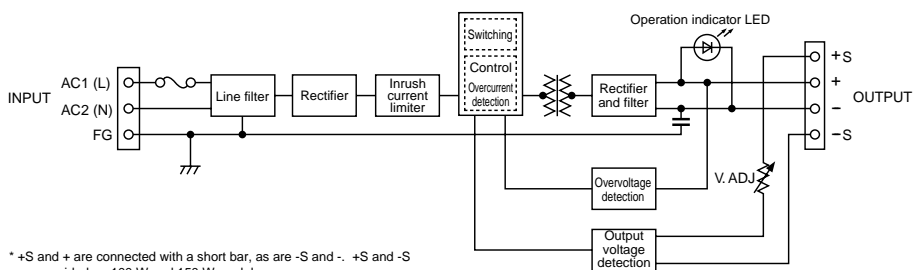 Operation indicator LED
Switching
+S
INPUT
AC1 (L)
Line filter
Rectifier
Inrush
current
limiter
Control
Overcurrent
detection
Rectifier
and filter
+
OUTPUT
AC2 (N)
−
FG
−S
Overvoltage
detection
V. ADJ
Output
voltage
detection
* +S and + are connected with a short bar, as are -S and -. +S and -S